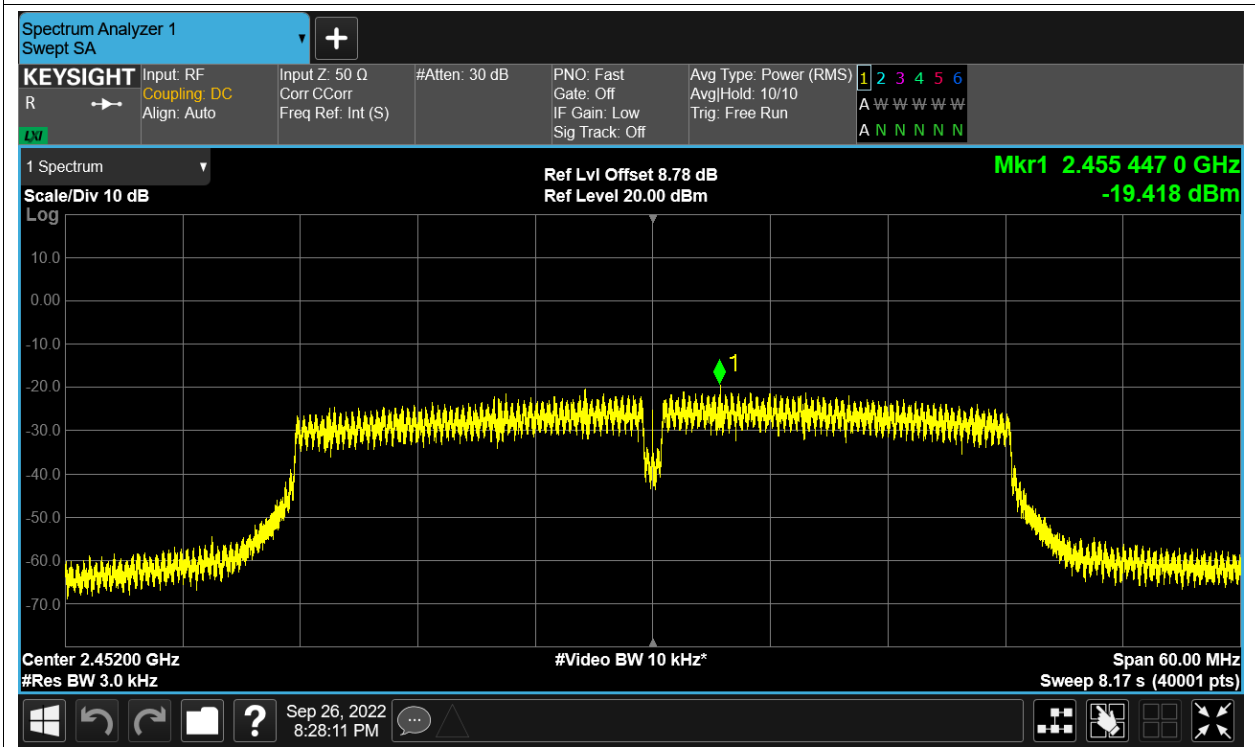 Spectrum Analyzer 1
Swept SA
+
KEYSIGHT
R
LXI
Input: RF
Coupling: DC
Align: Auto
Input Z: 50 Ω
Corr CCorr
Freq Ref: Int (S)
#Atten: 30 dB
PNO: Fast
Gate: Off
IF Gain: Low
Sig Track: Off
Avg Type: Power (RMS)
Avg|Hold: 10/10
Trig: Free Run
1 2 3 4 5 6
A W W W W W
A N N N N N
1 Spectrum
Scale/Div 10 dB
Log
Ref Lvl Offset 8.78 dB
Ref Level 20.00 dBm
Mkr1 2.455 447 0 GHz
-19.418 dBm
10.0
0.00
-10.0
-20.0
-30.0
-40.0
-50.0
-60.0
-70.0
1
Center 2.45200 GHz
#Res BW 3.0 kHz
#Video BW 10 kHz*
Span 60.00 MHz
Sweep 8.17 s (40001 pts)
?
Sep 26, 2022
8:28:11 PM